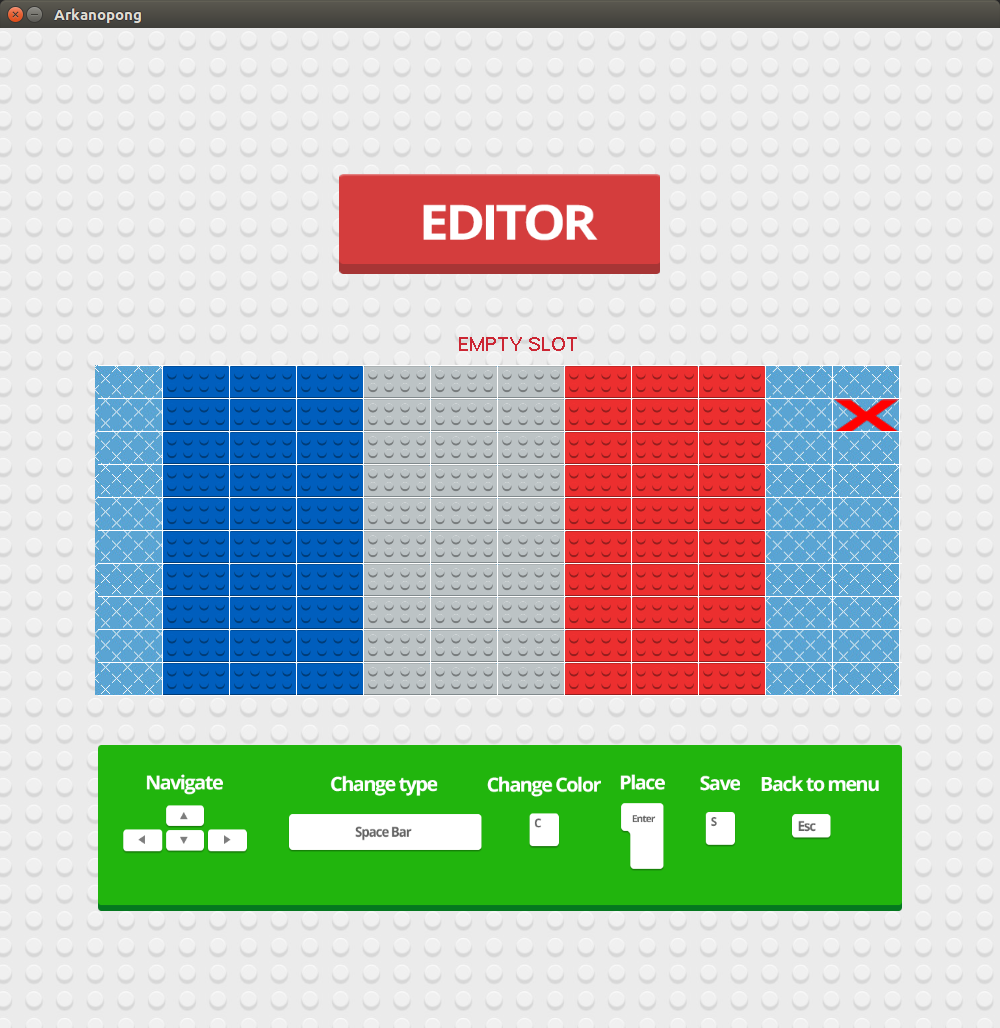 Arkanopong
EDITOR
EMPTY SLOT
Navigate
Change type
Change Color
Place
Save
Back to menu
Space Bar
C
Enter
S
Esc